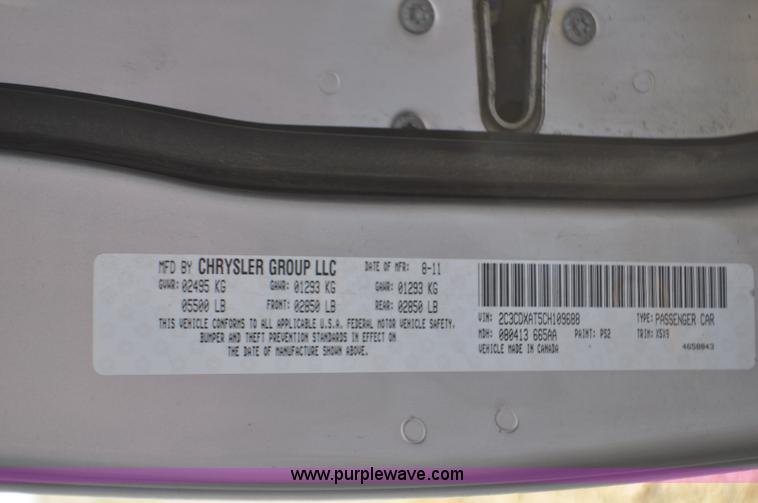 MFD BY CHRYSLER GROUP LLC DATE OF MFR: 8-11
GVWR: 02495 KG GAWR: 01293 KG GAWR: 01293 KG
05500 LB FRONT: 02850 LB REAR: 02850 LB
THIS VEHICLE CONFORMS TO ALL APPLICABLE U.S.A. FEDERAL MOTOR VEHICLE SAFETY,
BUMPER AND THEFT PREVENTION STANDARDS IN EFFECT ON
THE DATE OF MANUFACTURE SHOWN ABOVE.
VIN: 2C3CDXAT5CH109688 TYPE: PASSENGER CAR
MDH: 080413 665AA PAINT: PS2 TRIM: X5X9
VEHICLE MADE IN CANADA 4658843
www.purplewave.com